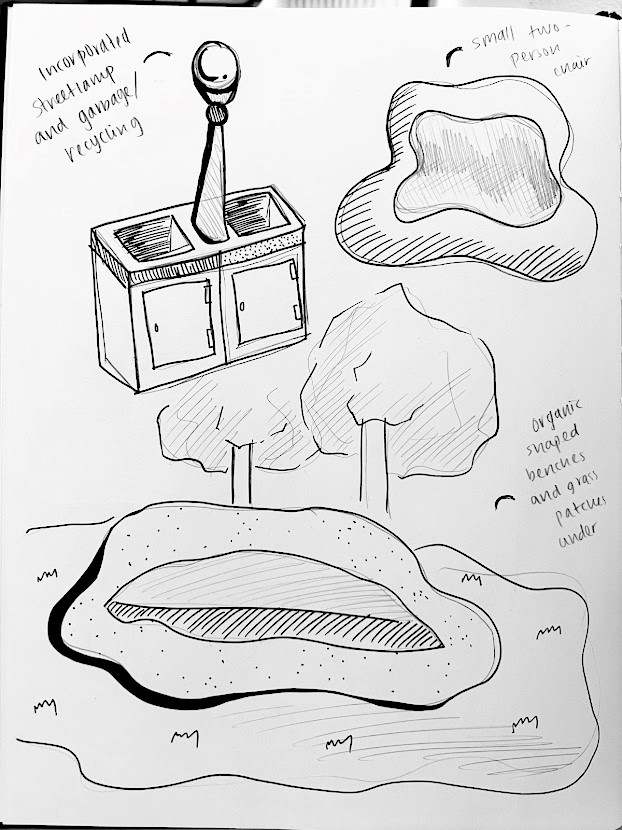 Incorporated
streetlamp
and garbage/
recycling
small two-
person
chair
organic
shaped
benches
and grass
patches
under